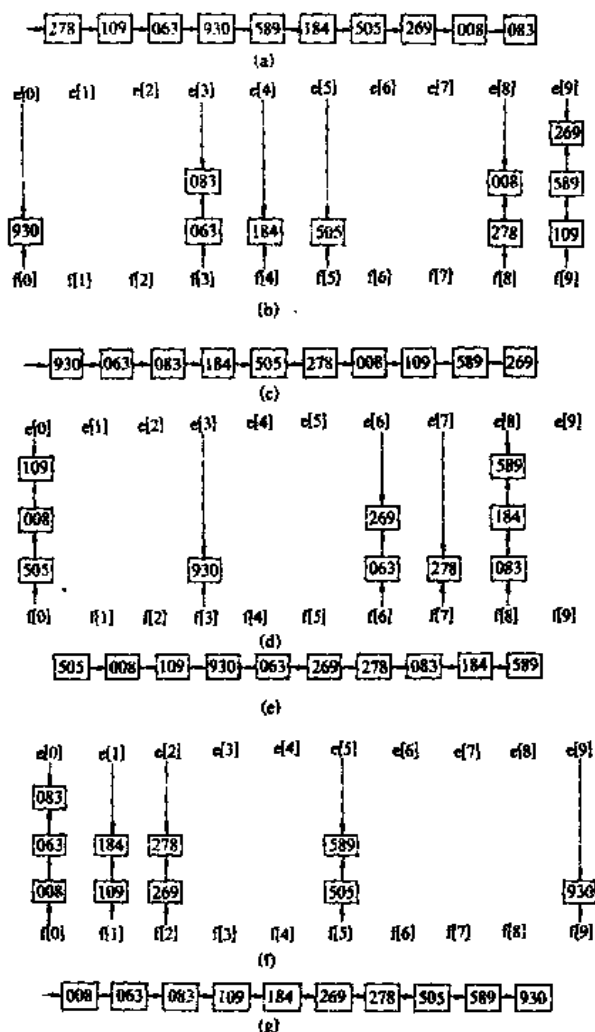 278 109 063 930 589 184 505 269 008 083
(a)
e[0] e[1] e[2] e[3] e[4] e[5] e[6] e[7] e[8] e[9]
269
083 008 589
930 063 184 505 278 109
f[0] f[1] f[2] f[3] f[4] f[5] f[6] f[7] f[8] f[9]
(b)
930 063 083 184 505 278 008 109 589 269
(c)
e[0] e[1] e[2] e[3] e[4] e[5] e[6] e[7] e[8] e[9]
109 589
008 269 184
505 930 063 278 083
f[0] f[1] f[2] f[3] f[4] f[5] f[6] f[7] f[8] f[9]
(d)
505 008 109 930 063 269 278 083 184 589
(e)
e[0] e[1] e[2] e[3] e[4] e[5] e[6] e[7] e[8] e[9]
083
063 184 278 589
008 109 269 505 930
f[0] f[1] f[2] f[3] f[4] f[5] f[6] f[7] f[8] f[9]
(f)
008 063 083 109 184 269 278 505 589 930
(g)